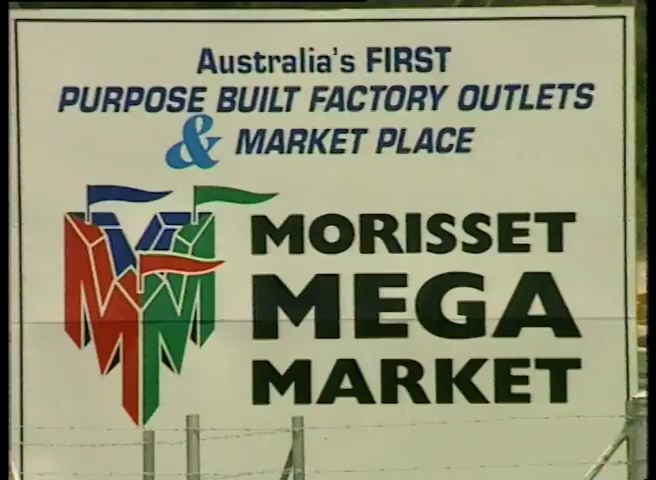 Australia's FIRST
PURPOSE BUILT FACTORY OUTLETS
& MARKET PLACE
MORISSET
MEGA
MARKET